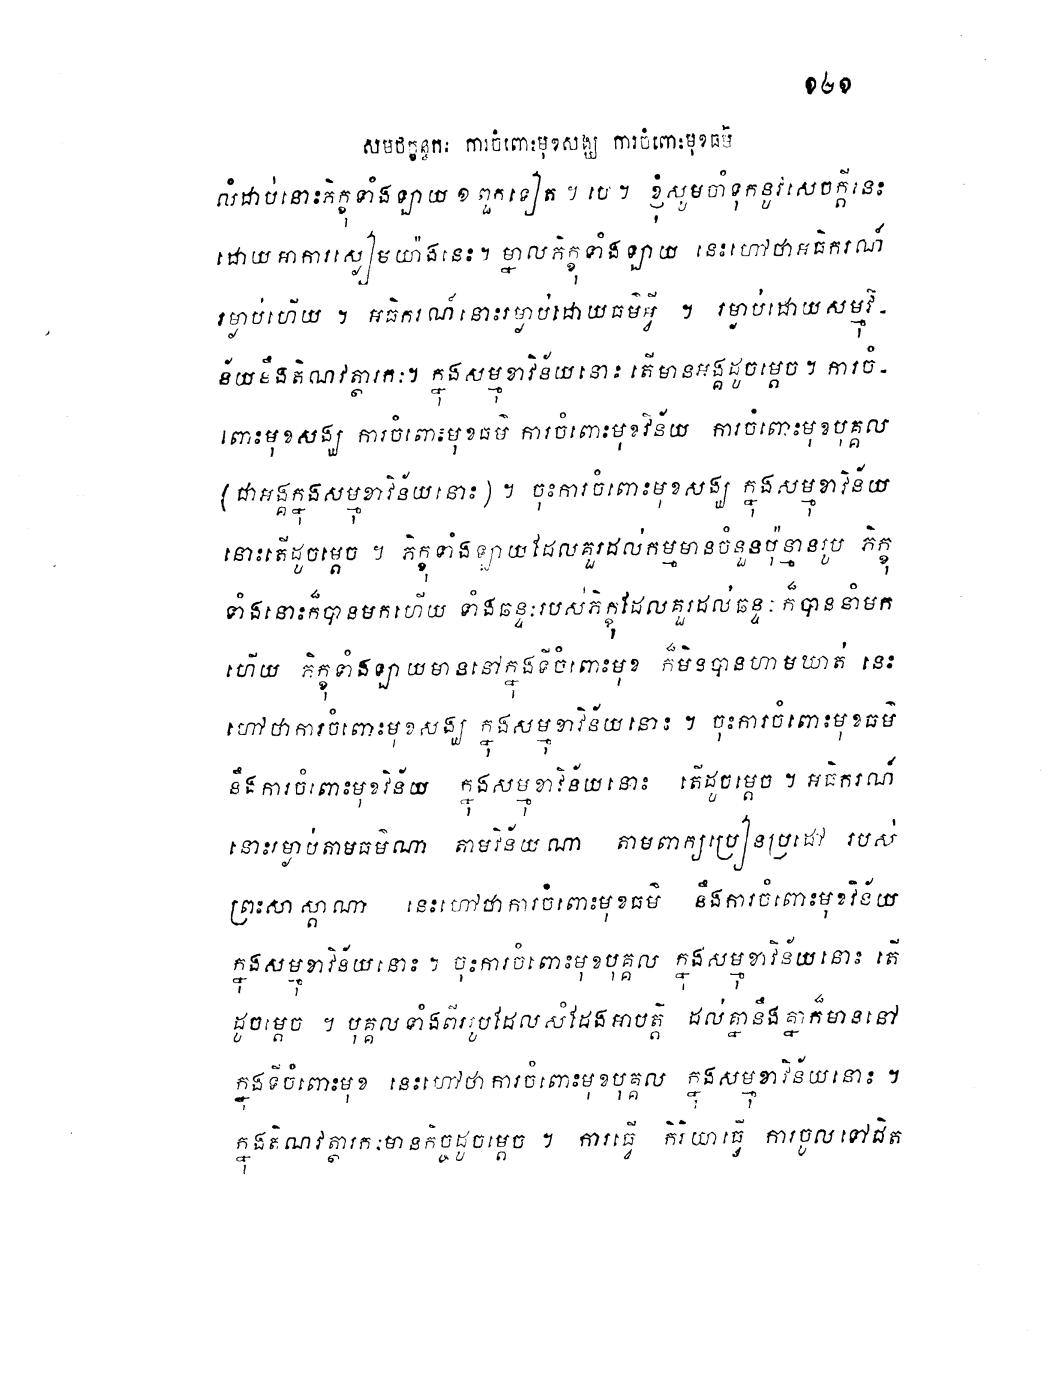 ១៤១
សមថក្ខន្ធកៈ ការចំពោះមុខសង្ឃ ការចំពោះមុខធម៌
លំដាប់នោះភិក្ខុទាំងឡាយ ១ ពួកទៀត ។ បេ ។ ខ្ញុំសូមចាំទុកនូវសេចក្តីនេះ
ដោយអាការស្ងៀមយ៉ាងនេះ ។ ម្នាលភិក្ខុទាំងឡាយ នេះហៅថាអធិករណ៍
រម្ងាប់ហើយ ។ អធិករណ៍នោះរម្ងាប់ដោយធម៌អ្វី ។ រម្ងាប់ដោយសម្មុខាវិ-
ន័យនឹងតិណវត្ថារកៈ ។ ក្នុងសម្មុខាវិន័យនោះ តើមានអង្គដូចម្តេច ។ ការចំ-
ពោះមុខសង្ឃ ការចំពោះមុខធម៌ ការចំពោះមុខវិន័យ ការចំពោះមុខបុគ្គល
(ជាអង្គក្នុងសម្មុខាវិន័យនោះ) ។ ចុះការចំពោះមុខសង្ឃ ក្នុងសម្មុខាវិន័យ
នោះតើដូចម្តេច ។ ភិក្ខុទាំងឡាយដែលគួរដល់កម្មមានចំនួនប៉ុន្មានរូប ភិក្ខុ
ទាំងនោះក៏បានមកហើយ ទាំងឆន្ទៈរបស់ភិក្ខុដែលគួរដល់ឆន្ទៈ ក៏បាននាំមក
ហើយ ភិក្ខុទាំងឡាយមាននៅក្នុងទីចំពោះមុខ ក៏មិនបានហាមឃាត់ នេះ
ហៅថាការចំពោះមុខសង្ឃ ក្នុងសម្មុខាវិន័យនោះ ។ ចុះការចំពោះមុខធម៌
នឹងការចំពោះមុខវិន័យ ក្នុងសម្មុខាវិន័យនោះ តើដូចម្តេច ។ អធិករណ៍
នោះរម្ងាប់តាមធម៌ណា តាមវិន័យណា តាមពាក្យប្រៀនប្រដៅ របស់
ព្រះសាស្តាណា នេះហៅថាការចំពោះមុខធម៌ នឹងការចំពោះមុខវិន័យ
ក្នុងសម្មុខាវិន័យនោះ ។ ចុះការចំពោះមុខបុគ្គល ក្នុងសម្មុខាវិន័យនោះ តើ
ដូចម្តេច ។ បុគ្គលទាំងពីររូបដែលសំដែងអាបត្តិ ដល់គ្នានឹងគ្នាក៏មាននៅ
ក្នុងទីចំពោះមុខ នេះហៅថាការចំពោះមុខបុគ្គល ក្នុងសម្មុខាវិន័យនោះ ។
ក្នុងតិណវត្ថារកៈមានកិច្ចដូចម្តេច ។ ការធ្វើ កិរិយាធ្វើ ការចូលទៅជិត